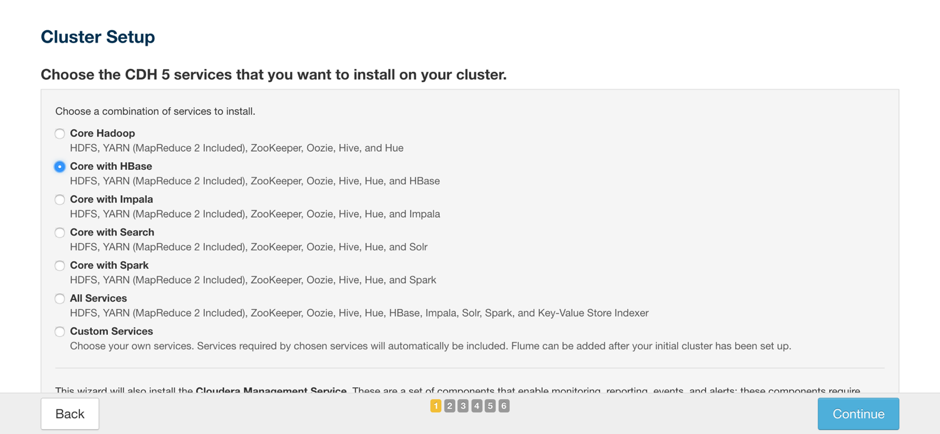 Cluster Setup
Choose the CDH 5 services that you want to install on your cluster.
Choose a combination of services to install.
Core Hadoop
HDFS, YARN (MapReduce 2 Included), ZooKeeper, Oozie, Hive, and Hue
Core with HBase
HDFS, YARN (MapReduce 2 Included), ZooKeeper, Oozie, Hive, Hue, and HBase
Core with Impala
HDFS, YARN (MapReduce 2 Included), ZooKeeper, Oozie, Hive, Hue, and Impala
Core with Search
HDFS, YARN (MapReduce 2 Included), ZooKeeper, Oozie, Hive, Hue, and Solr
Core with Spark
HDFS, YARN (MapReduce 2 Included), ZooKeeper, Oozie, Hive, Hue, and Spark
All Services
HDFS, YARN (MapReduce 2 Included), ZooKeeper, Oozie, Hive, Hue, HBase, Impala, Solr, Spark, and Key-Value Store Indexer
Custom Services
Choose your own services. Services required by chosen services will automatically be included. Flume can be added after your initial cluster has been set up.
This wizard will also install the Cloudera Management Service. These are a set of components that enable monitoring, reporting, events, and alerts; these components require
Back
1 2 3 4 5 6
Continue